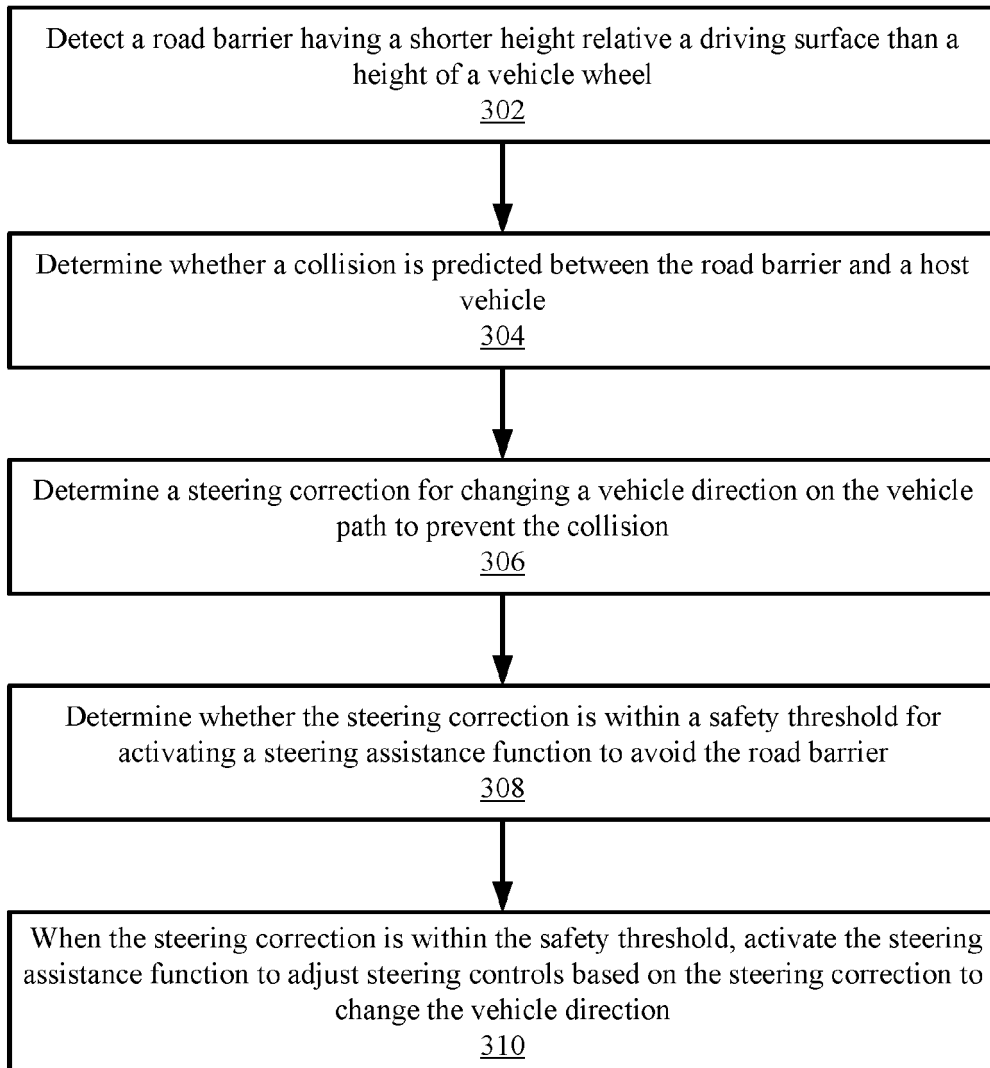 Detect a road barrier having a shorter height relative a driving surface than a
height of a vehicle wheel
302
Determine whether a collision is predicted between the road barrier and a host
vehicle
304
Determine a steering correction for changing a vehicle direction on the vehicle
path to prevent the collision
306
Determine whether the steering correction is within a safety threshold for
activating a steering assistance function to avoid the road barrier
308
When the steering correction is within the safety threshold, activate the steering
assistance function to adjust steering controls based on the steering correction to
change the vehicle direction
310